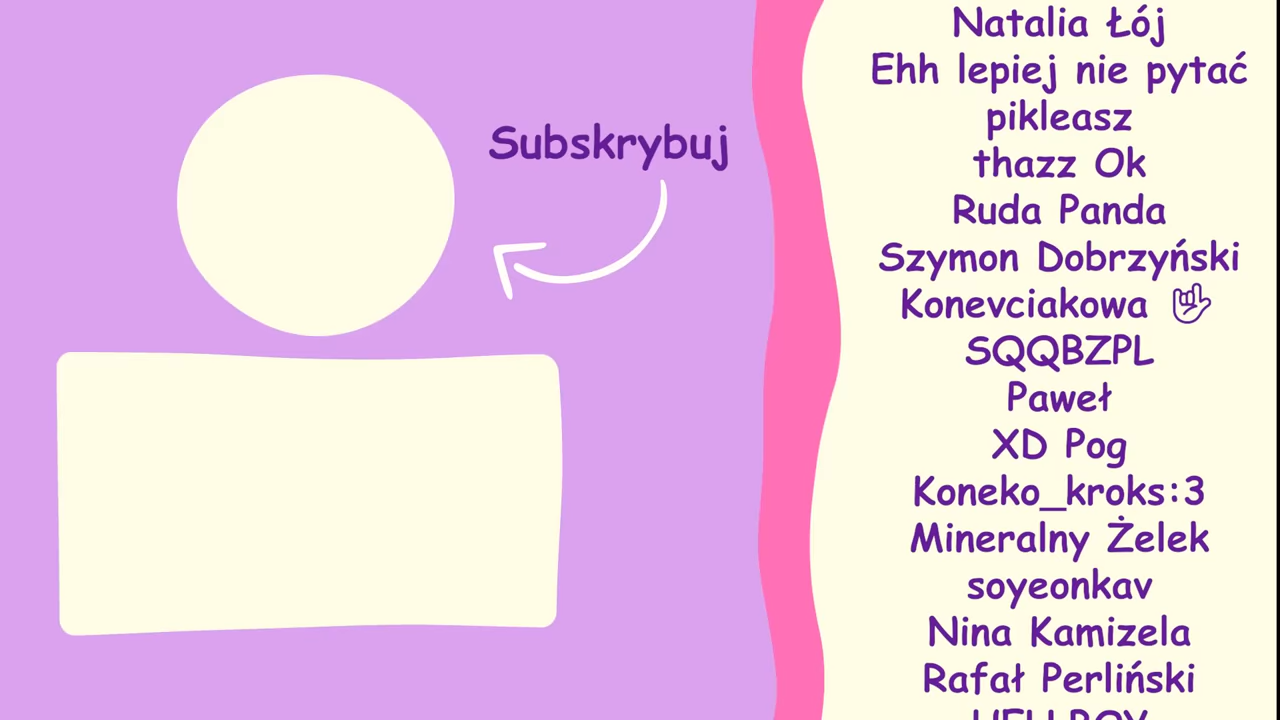 Subskrybuj
Natalia Łój
Ehh lepiej nie pytać
pikleasz
thazz Ok
Ruda Panda
Szymon Dobrzyński
Konevciakowa 🤟
SQQBZPL
Paweł
XD Pog
Koneko_kroks:3
Mineralny Żelek
soyeonkav
Nina Kamizela
Rafał Perliński